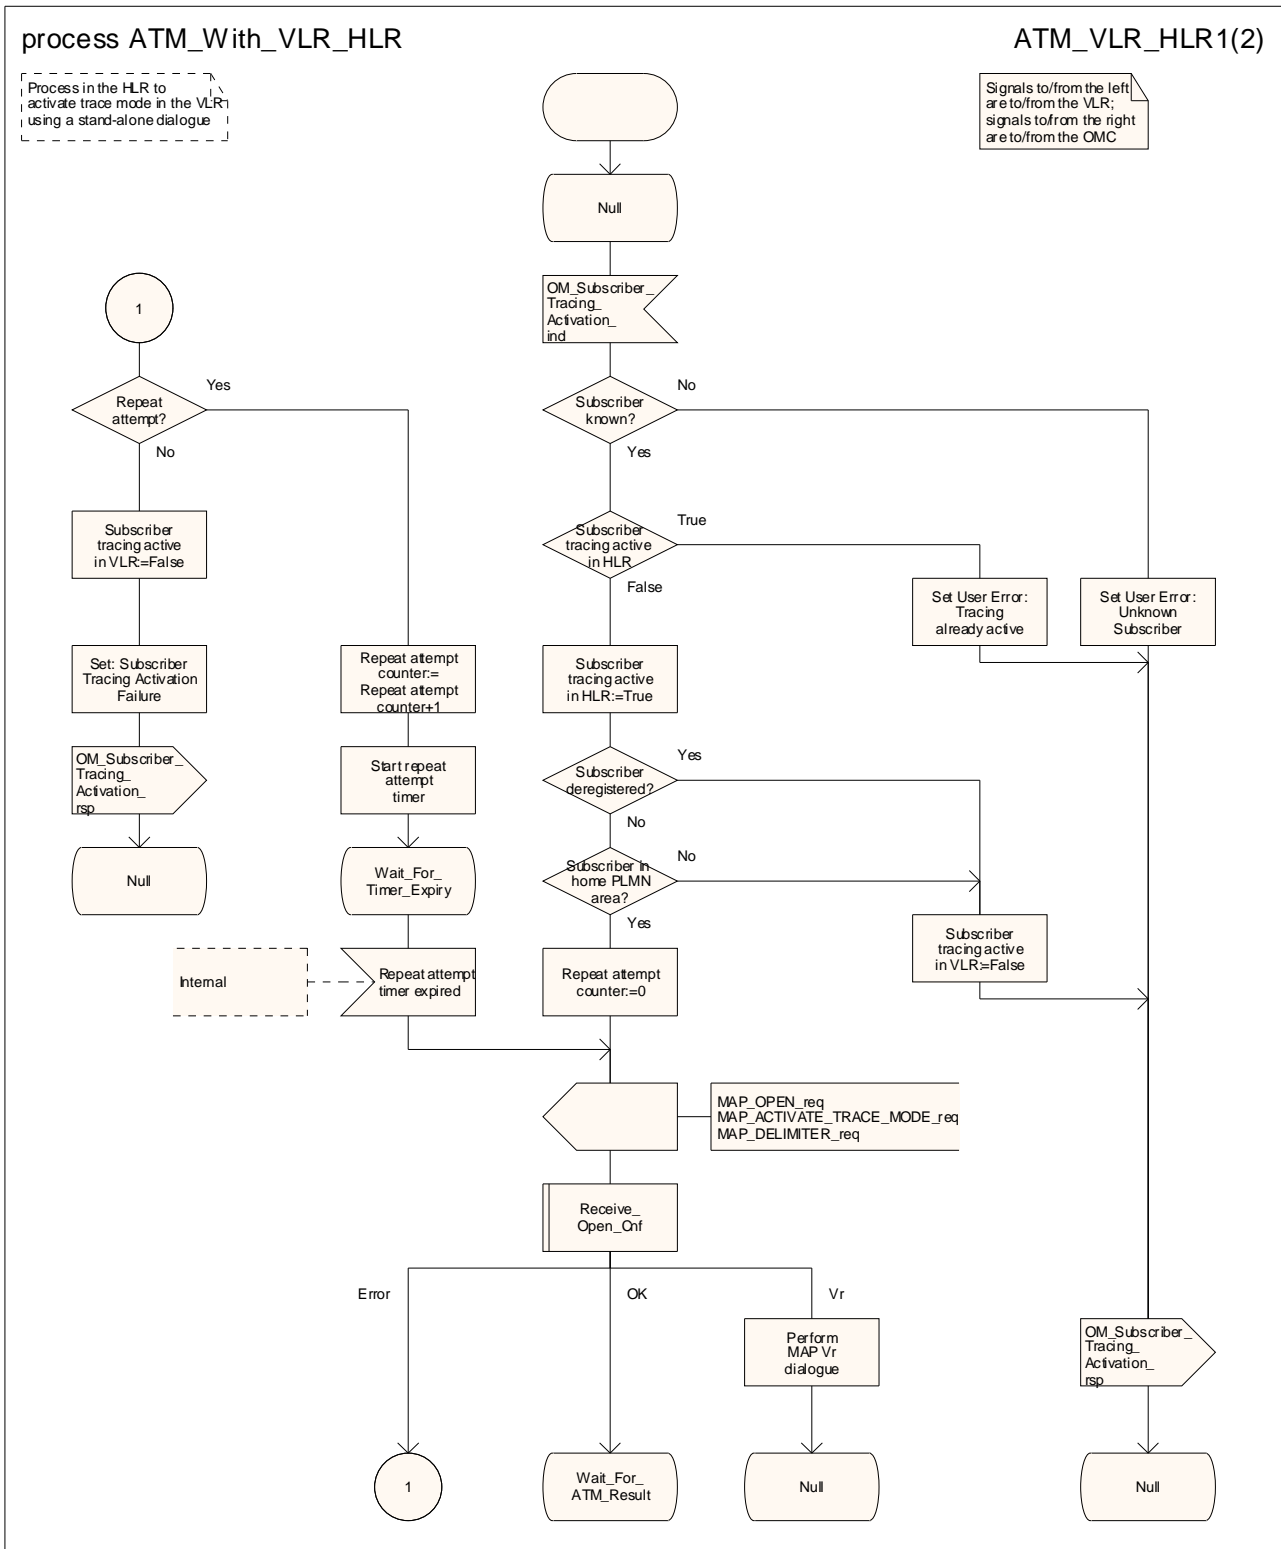 process ATM_With_VLR_HLR
ATM_VLR_HLR1(2)
Process in the HLR to
activate trace mode in the VLR
using a stand-alone dialogue
Signals to/from the left
are to/from the VLR;
signals to/from the right
are to/from the OMC
Null
OM_Subscriber_
Tracing_
Activation_
ind
1
Repeat
attempt?
Yes
No
Subscriber
known?
No
Yes
Subscriber
tracing active
in VLR:=False
Subscriber
tracing active
in HLR
True
False
Set User Error:
Tracing
already active
Set User Error:
Unknown
Subscriber
Set: Subscriber
Tracing Activation
Failure
Repeat attempt
counter:=
Repeat attempt
counter+1
Subscriber
tracing active
in HLR:=True
OM_Subscriber_
Tracing_
Activation_
rsp
Start repeat
attempt
timer
Subscriber
deregistered?
Yes
No
Null
Wait_For_
Timer_Expiry
Subscriber in
home PLMN
area?
No
Yes
Subscriber
tracing active
in VLR:=False
Internal
Repeat attempt
timer expired
Repeat attempt
counter:=0
MAP_OPEN_req
MAP_ACTIVATE_TRACE_MODE_req
MAP_DELIMITER_req
Receive_
Open_Cnf
Error
OK
Vr
Perform
MAP Vr
dialogue
OM_Subscriber_
Tracing_
Activation_
rsp
1
Wait_For_
ATM_Result
Null
Null